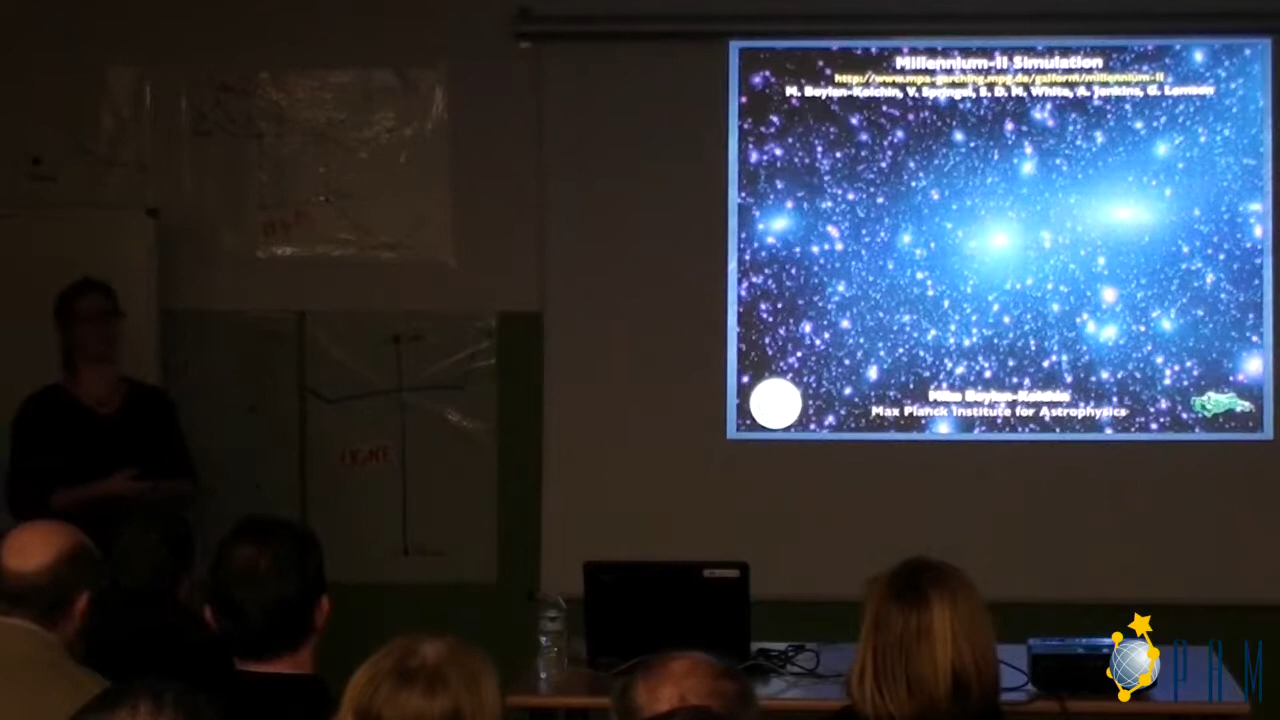 Millennium-II Simulation
http://www.mpa-garching.mpg.de/galform/millennium-II
M. Boylan-Kolchin, V. Springel, S. D. M. White, A. Jenkins, G. Lemson
Mike Boylan-Kolchin
Max Planck Institute for Astrophysics
PAM